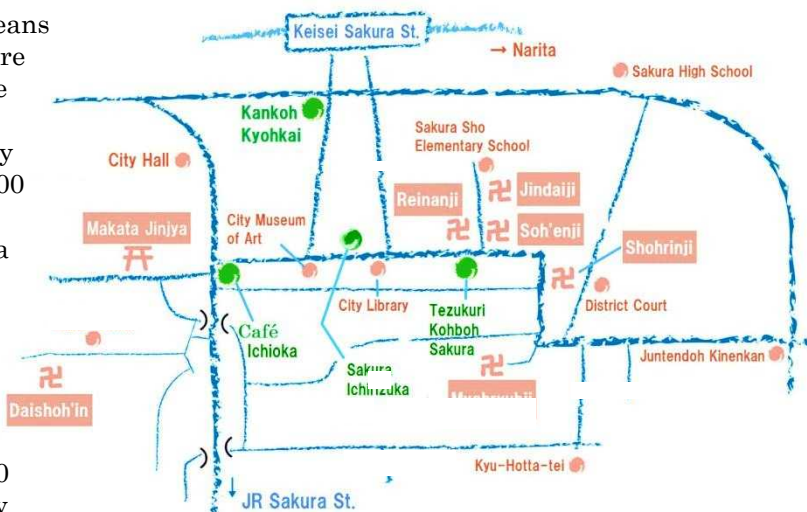 eans
re
e
y
00
a
0
y
Keisei Sakura St.
→ Narita
Sakura High School
Kankoh
Kyohkai
City Hall
Sakura Sho
Elementary School
Reinanji
Jindaiji
Soh'enji
Shohrinji
Makata Jinjya
City Museum
of Art
City Library
Tezukuri
Kohboh
Sakura
District Court
Café
Ichioka
Sakura
Ichirizuka
Juntendoh Kinenkan
Daishoh'in
Kyu-Hotta-tei
↓ JR Sakura St.